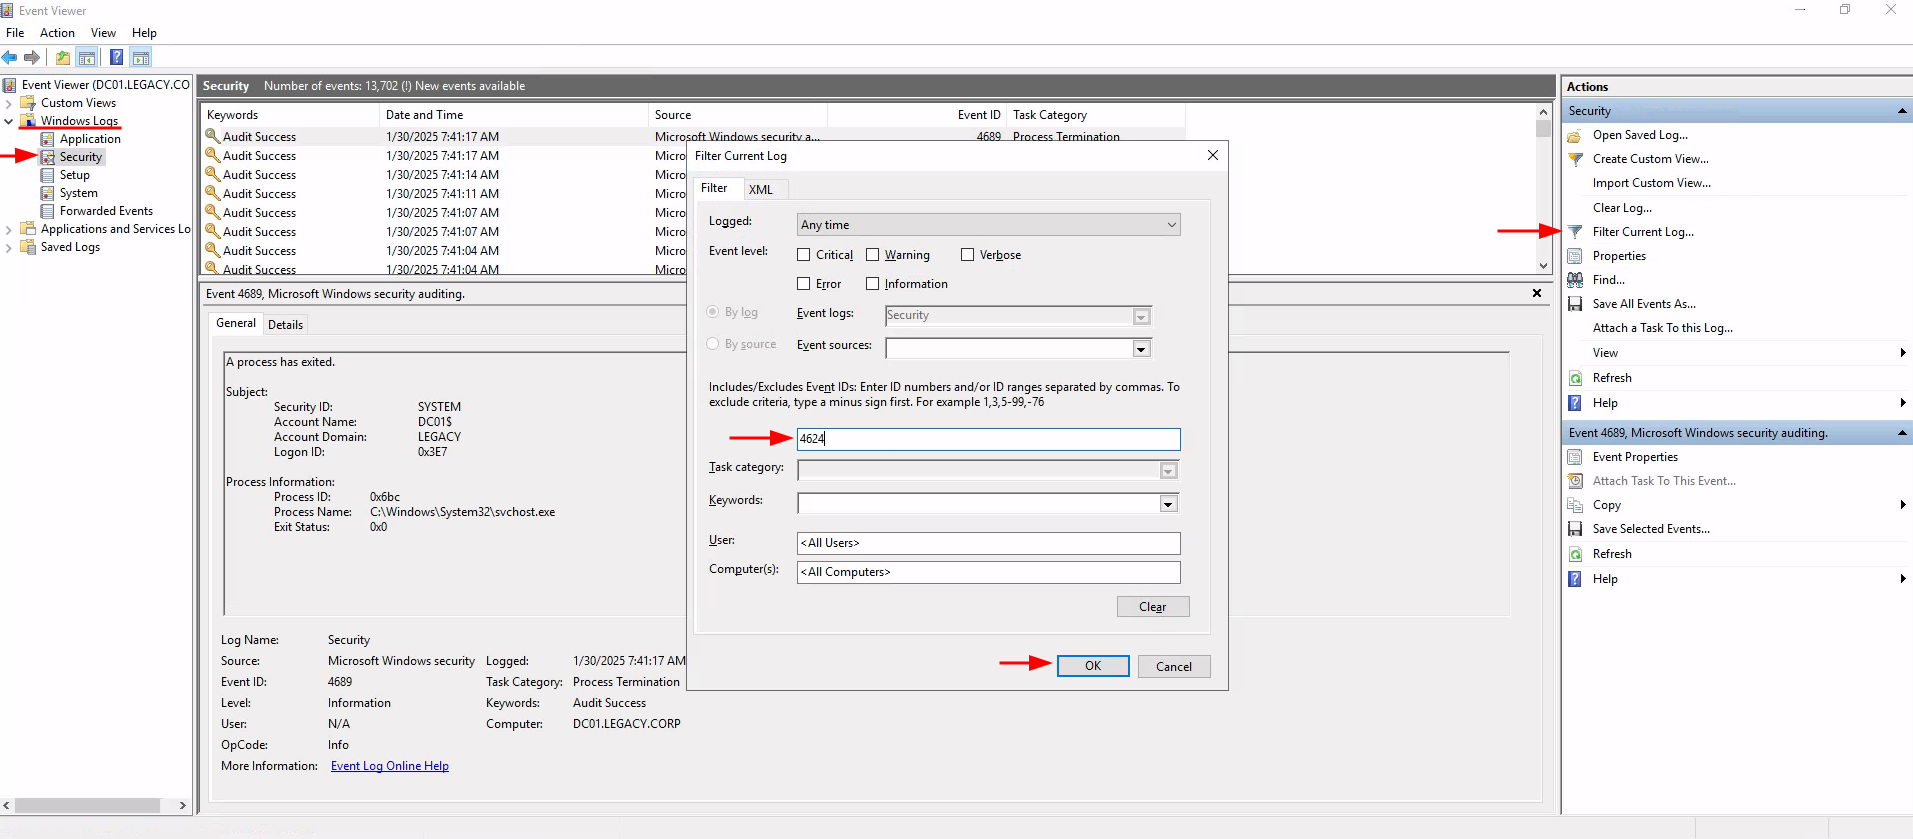 Event Viewer
File Action View Help
Event Viewer (DC01.LEGACY.CO
Custom Views
Windows Logs
Application
Security
Setup
System
Forwarded Events
Applications and Services Lo
Saved Logs
Security Number of events: 13,702 (!) New events available
Keywords Date and Time Source Event ID Task Category
Audit Success 1/30/2025 7:41:17 AM Microsoft Windows security a... 4689 Process Termination
Audit Success 1/30/2025 7:41:17 AM Micro
Audit Success 1/30/2025 7:41:14 AM Micro
Audit Success 1/30/2025 7:41:11 AM Micro
Audit Success 1/30/2025 7:41:07 AM Micro
Audit Success 1/30/2025 7:41:07 AM Micro
Audit Success 1/30/2025 7:41:04 AM Micro
Audit Success 1/30/2025 7:41:04 AM Micro
Event 4689, Microsoft Windows security auditing.
General Details
A process has exited.
Subject:
Security ID: SYSTEM
Account Name: DC01$
Account Domain: LEGACY
Logon ID: 0x3E7
Process Information:
Process ID: 0x6bc
Process Name: C:\Windows\System32\svchost.exe
Exit Status: 0x0
Log Name: Security
Source: Microsoft Windows security Logged: 1/30/2025 7:41:17 AM
Event ID: 4689 Task Category: Process Termination
Level: Information Keywords: Audit Success
User: N/A Computer: DC01.LEGACY.CORP
OpCode: Info
More Information: Event Log Online Help
Filter Current Log
Filter XML
Logged: Any time
Event level: Critical Warning Verbose
Error Information
By log Event logs: Security
By source Event sources:
Includes/Excludes Event IDs: Enter ID numbers and/or ID ranges separated by commas. To
exclude criteria, type a minus sign first. For example 1,3,5-99,-76
4624
Task category:
Keywords:
User: <All Users>
Computer(s): <All Computers>
Clear
OK Cancel
Actions
Security
Open Saved Log...
Create Custom View...
Import Custom View...
Clear Log...
Filter Current Log...
Properties
Find...
Save All Events As...
Attach a Task To this Log...
View
Refresh
Help
Event 4689, Microsoft Windows security auditing.
Event Properties
Attach Task To This Event...
Copy
Save Selected Events...
Refresh
Help